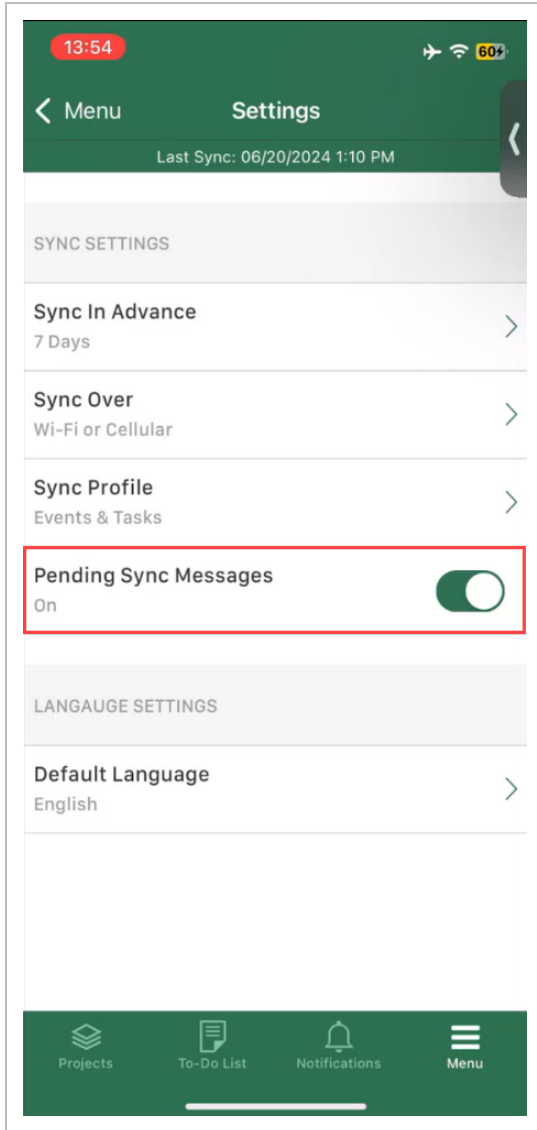 13:54
60
Menu
Settings
Last Sync: 06/20/2024 1:10 PM
SYNC SETTINGS
Sync In Advance
7 Days
Sync Over
Wi-Fi or Cellular
Sync Profile
Events & Tasks
Pending Sync Messages
On
LANGAUGE SETTINGS
Default Language
English
Projects
To-Do List
Notifications
Menu